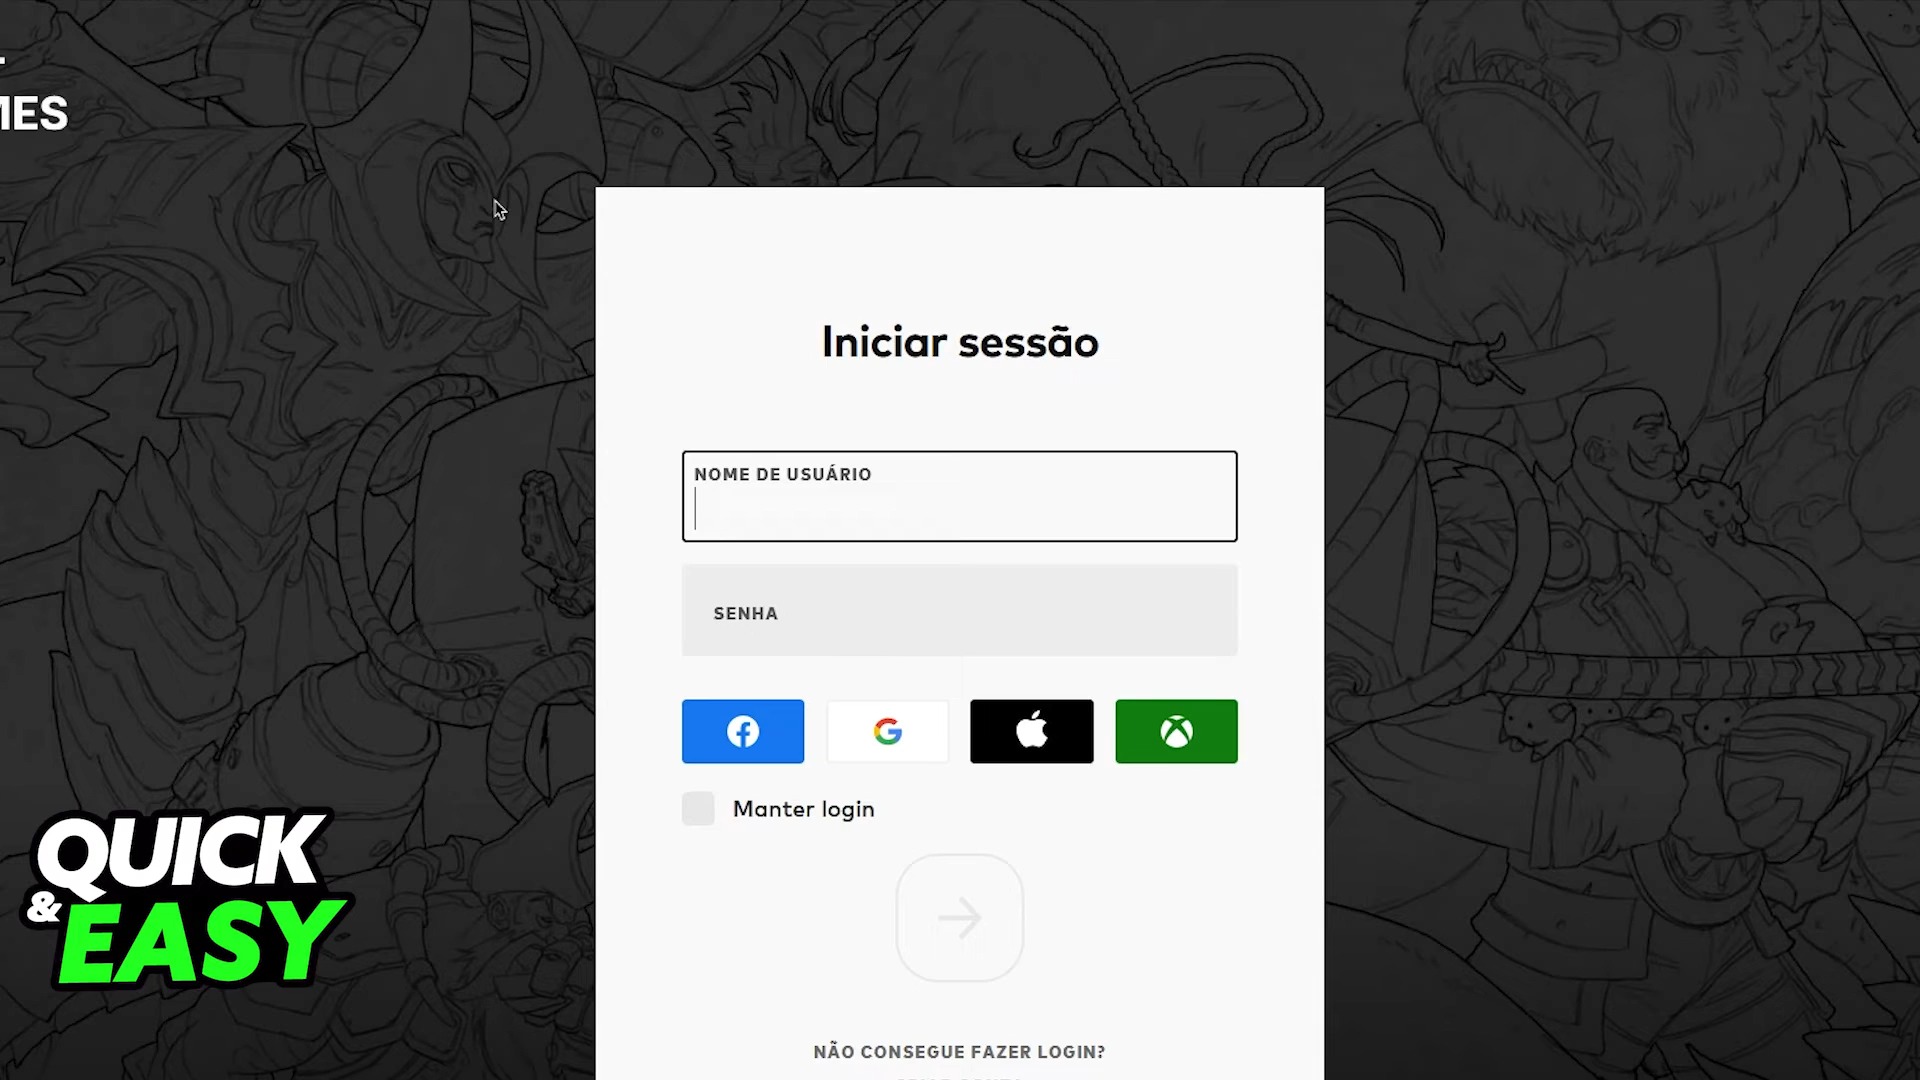 MES
Iniciar sessão
NOME DE USUÁRIO
SENHA
Manter login
QUICK
& EASY
NÃO CONSEGUE FAZER LOGIN?